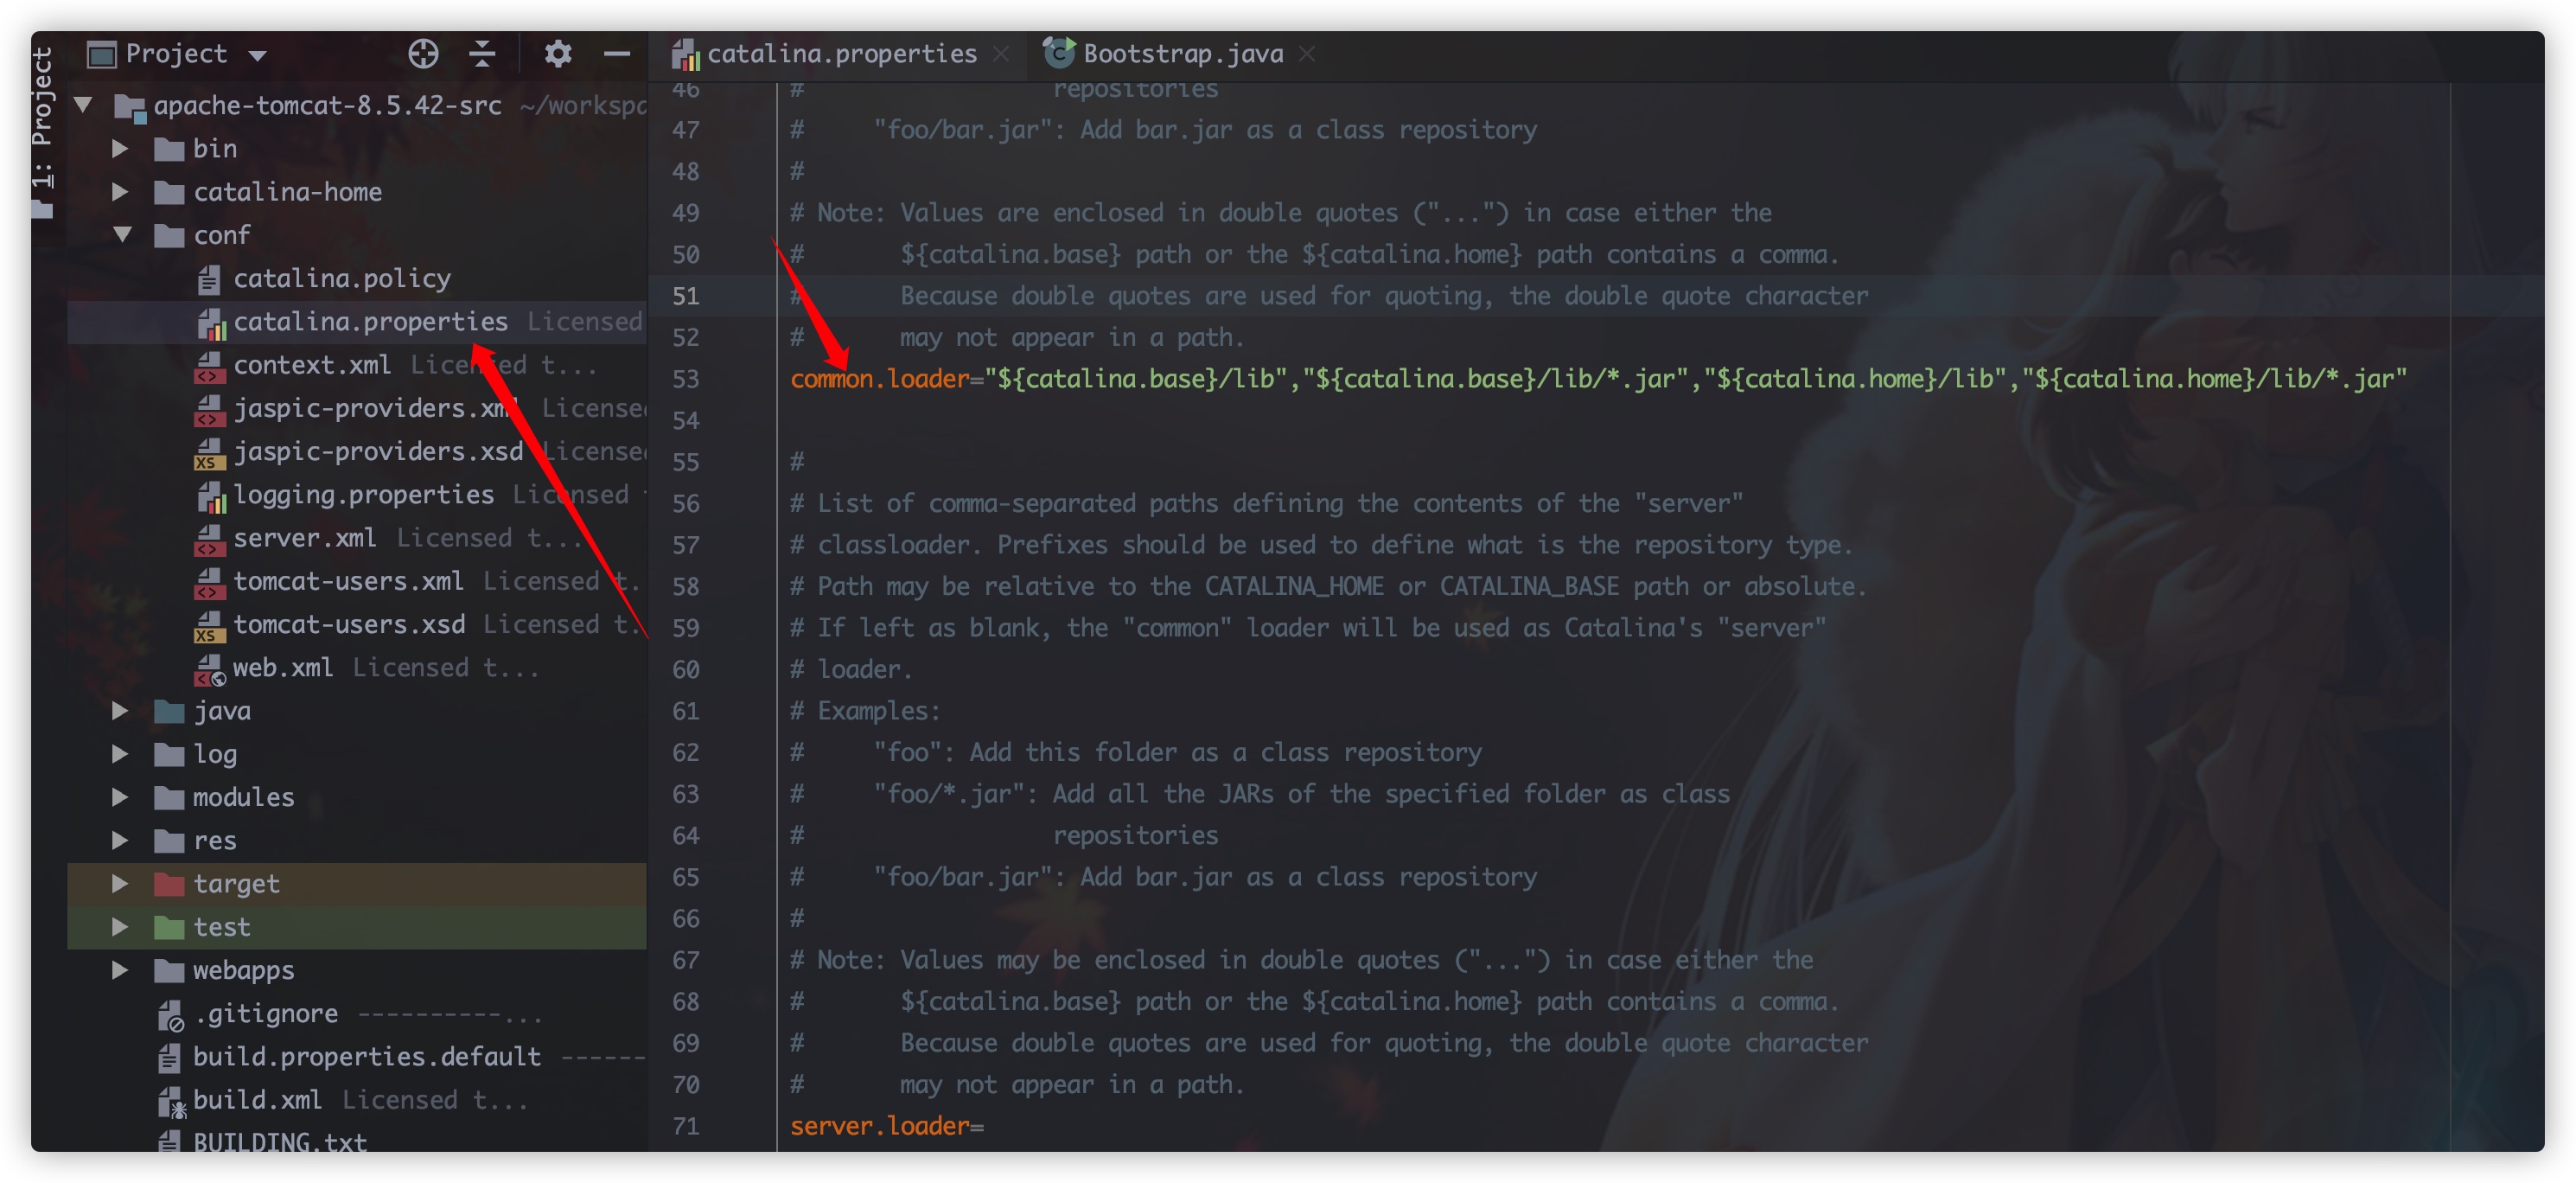 1: Project
Project
apache-tomcat-8.5.42-src ~/workspa
bin
catalina-home
conf
catalina.policy
catalina.properties Licensed
context.xml Licensed t...
jaspic-providers.xml Licensed
jaspic-providers.xsd Licensed
logging.properties Licensed
server.xml Licensed t...
tomcat-users.xml Licensed t.
tomcat-users.xsd Licensed t.
web.xml Licensed t...
java
log
modules
res
target
test
webapps
.gitignore ----------...
build.properties.default ------
build.xml Licensed t...
BUILDING.txt
catalina.properties
Bootstrap.java
46 # repositories
47 # "foo/bar.jar": Add bar.jar as a class repository
48 #
49 # Note: Values are enclosed in double quotes ("...") in case either the
50 # ${catalina.base} path or the ${catalina.home} path contains a comma.
51 # Because double quotes are used for quoting, the double quote character
52 # may not appear in a path.
53 common.loader="${catalina.base}/lib","${catalina.base}/lib/*.jar","${catalina.home}/lib","${catalina.home}/lib/*.jar"
54
55 #
56 # List of comma-separated paths defining the contents of the "server"
57 # classloader. Prefixes should be used to define what is the repository type.
58 # Path may be relative to the CATALINA_HOME or CATALINA_BASE path or absolute.
59 # If left as blank, the "common" loader will be used as Catalina's "server"
60 # loader.
61 # Examples:
62 # "foo": Add this folder as a class repository
63 # "foo/*.jar": Add all the JARs of the specified folder as class
64 # repositories
65 # "foo/bar.jar": Add bar.jar as a class repository
66 #
67 # Note: Values may be enclosed in double quotes ("...") in case either the
68 # ${catalina.base} path or the ${catalina.home} path contains a comma.
69 # Because double quotes are used for quoting, the double quote character
70 # may not appear in a path.
71 server.loader=